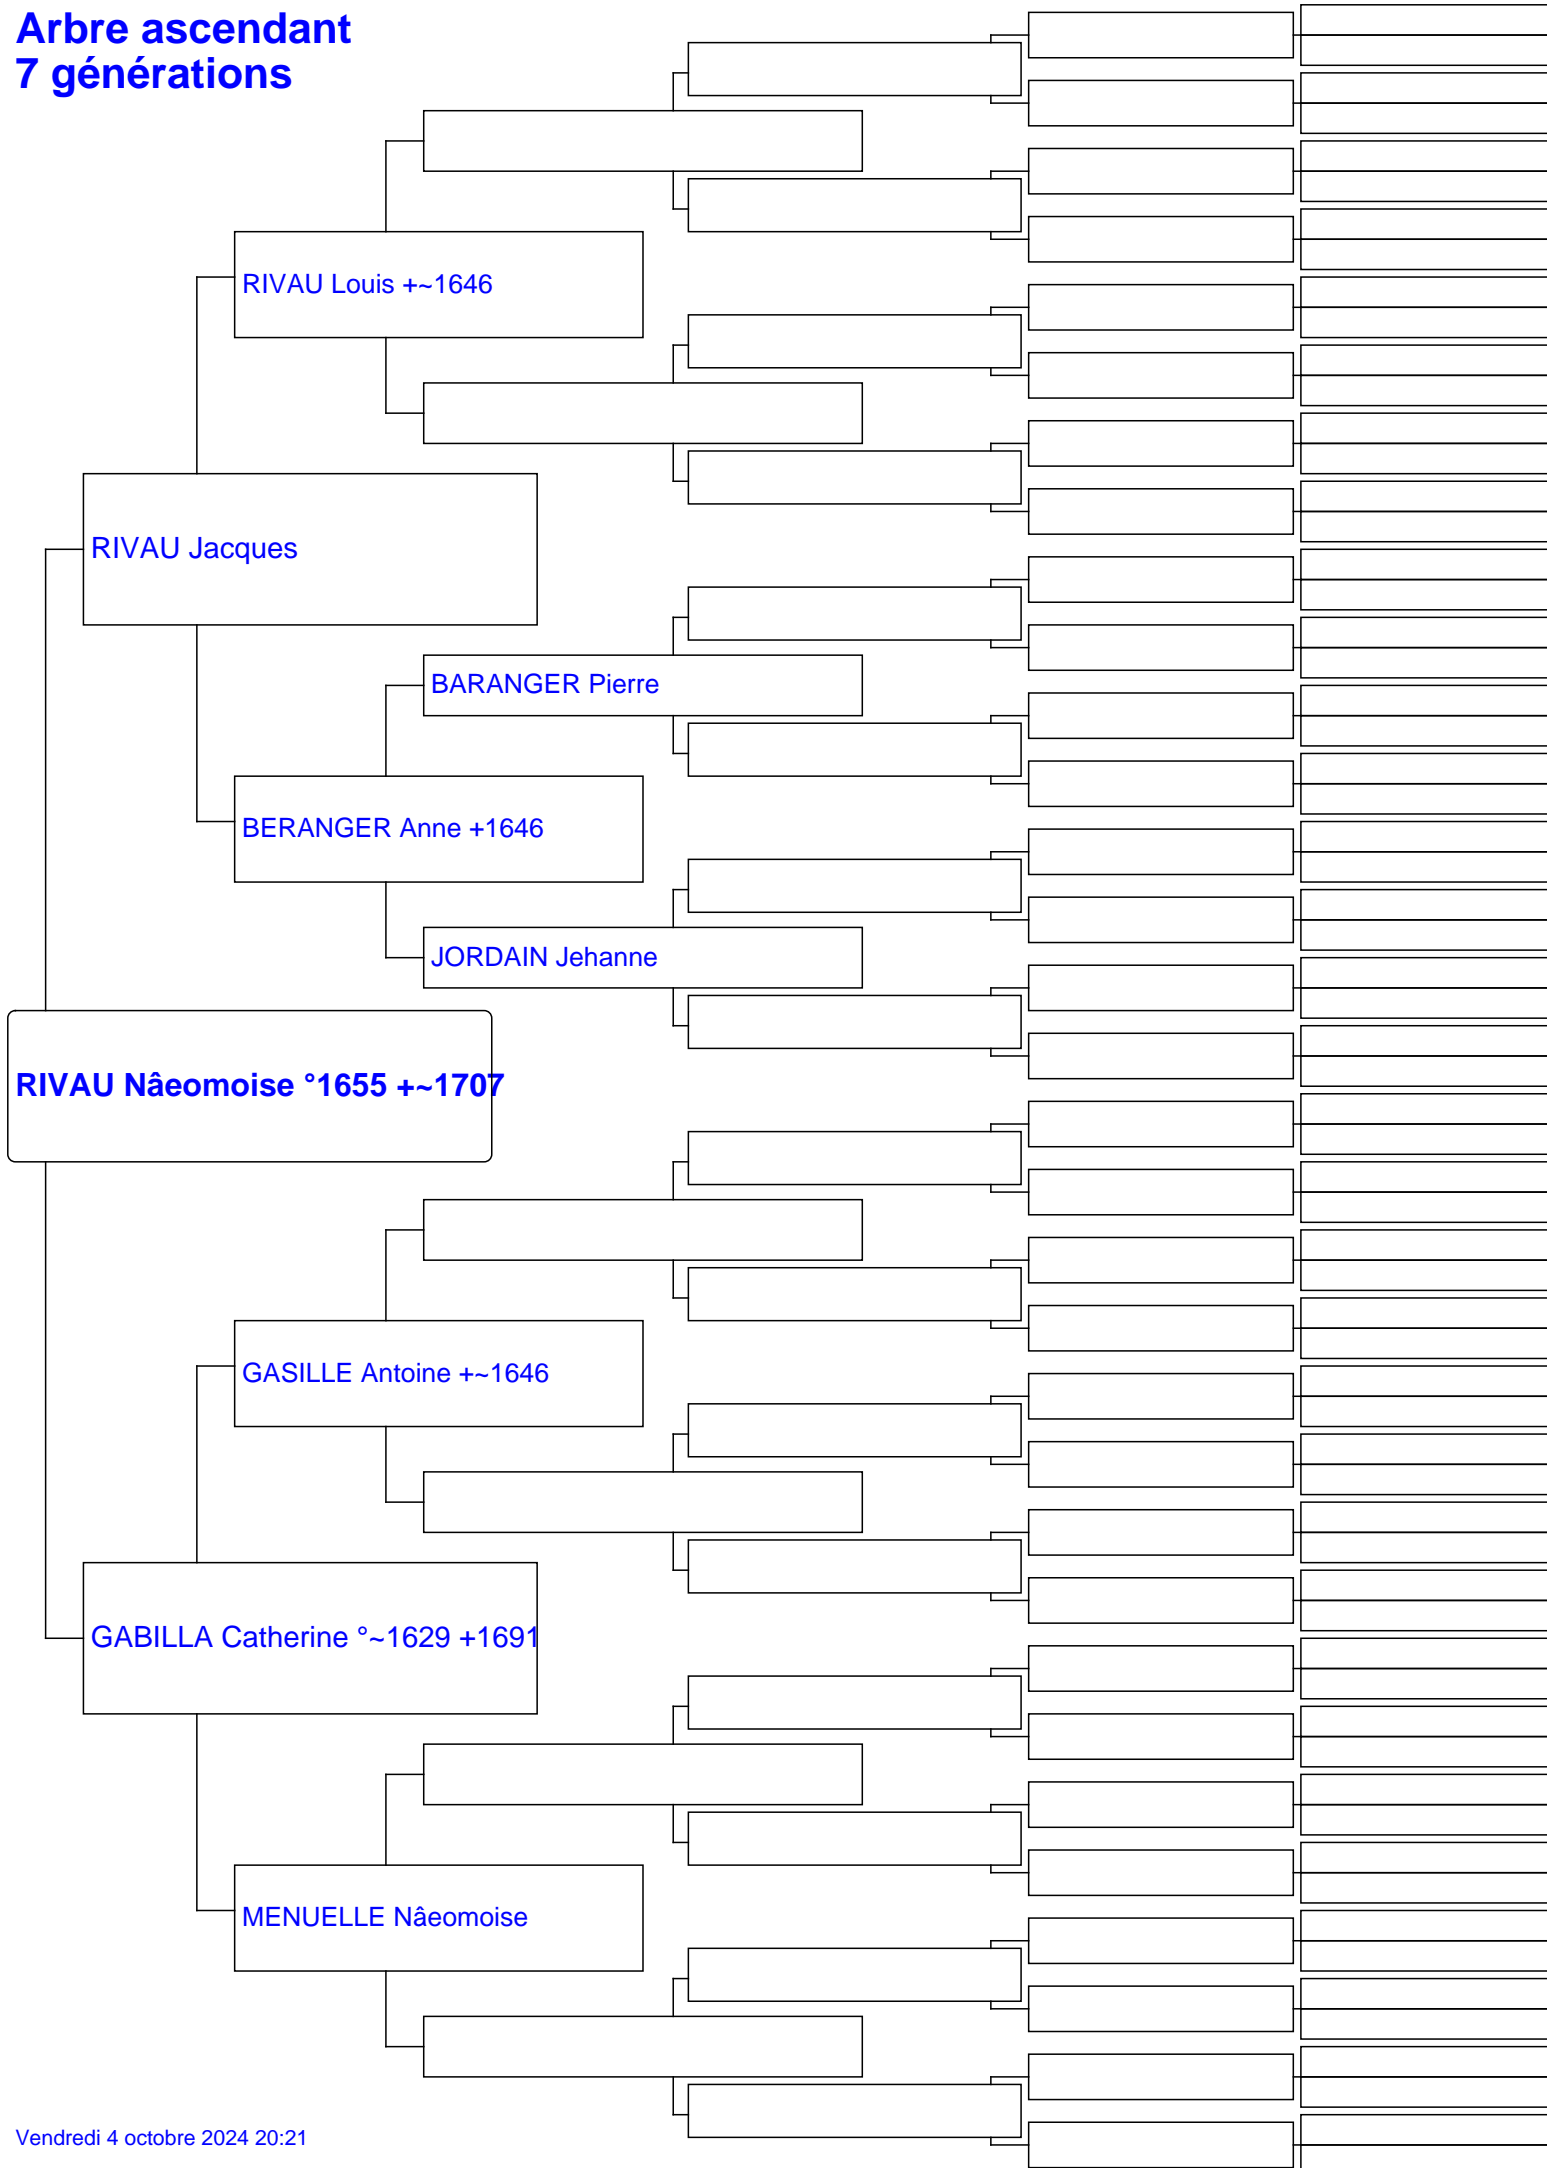 Arbre ascendant
7 générations
RIVAU Louis +~1646
RIVAU Jacques
BARANGER Pierre
BERANGER Anne +1646
JORDAIN Jehanne
RIVAU Nâeomoise °1655 +~1707
GASILLE Antoine +~1646
GABILLA Catherine °~1629 +1691
MENUELLE Nâeomoise
Vendredi 4 octobre 2024 20:21